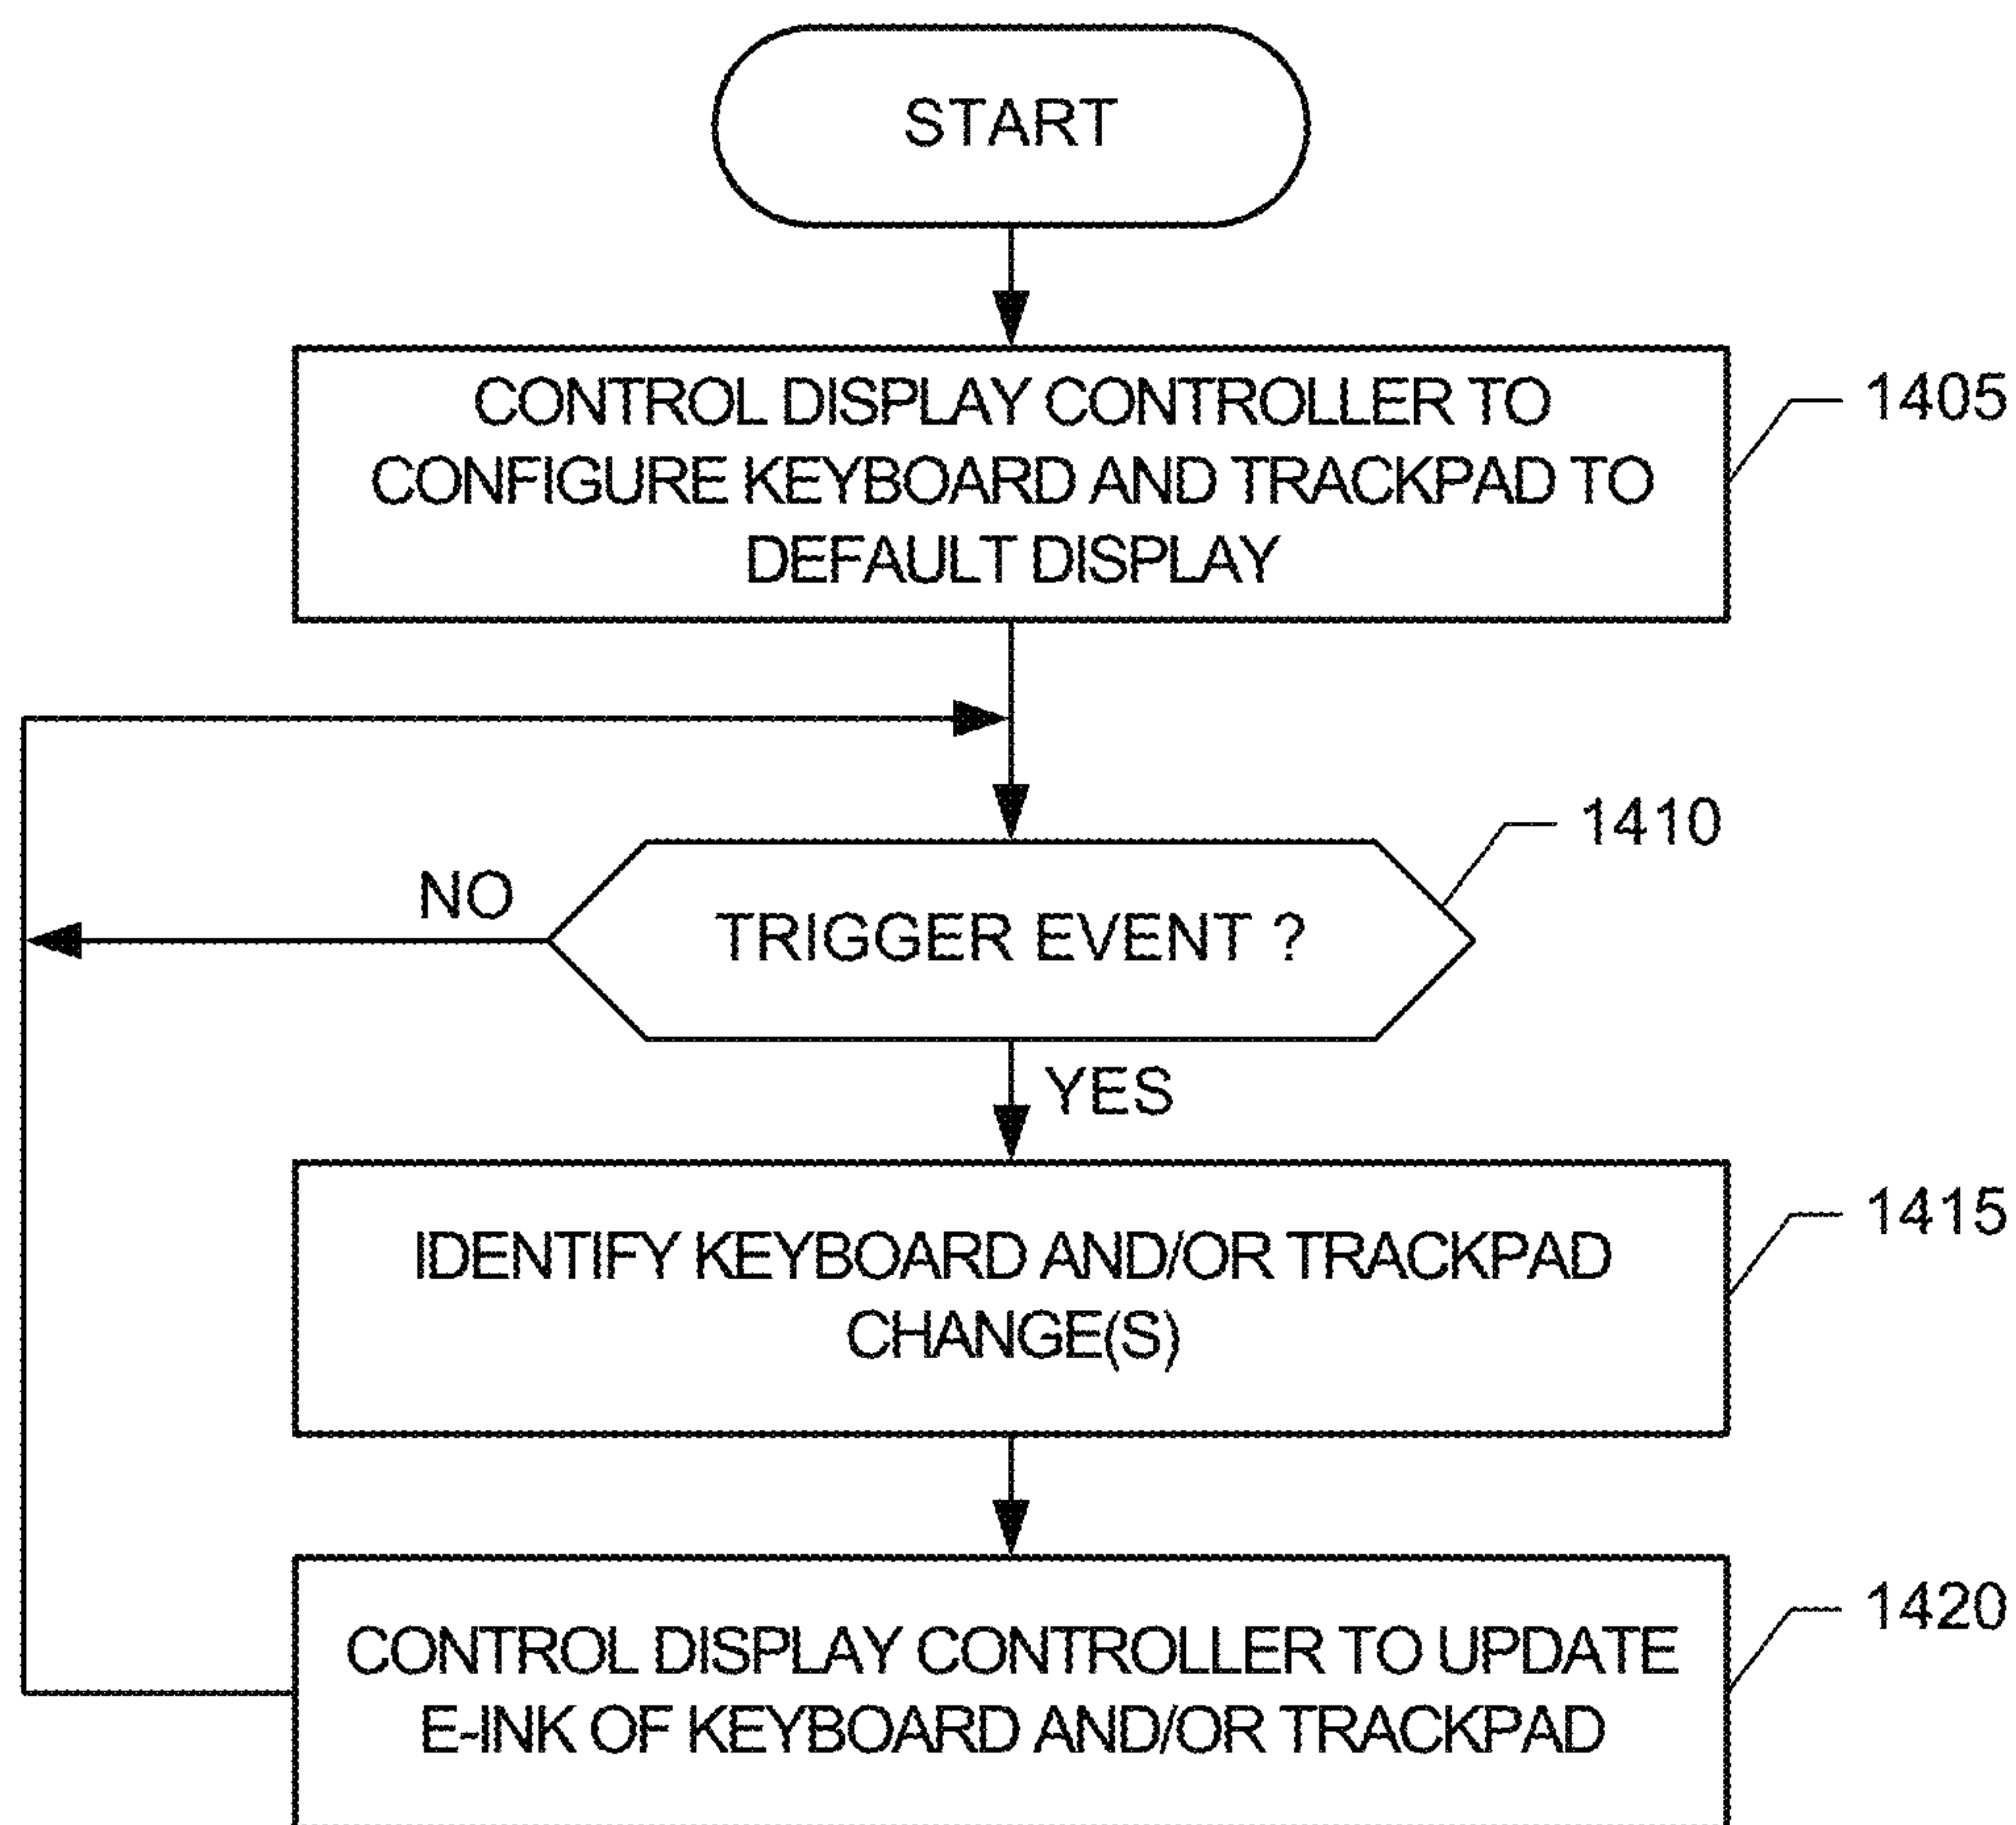 START
CONTROL DISPLAY CONTROLLER TO
CONFIGURE KEYBOARD AND TRACKPAD TO
DEFAULT DISPLAY
1405
1410
NO
TRIGGER EVENT ?
YES
IDENTIFY KEYBOARD AND/OR TRACKPAD
CHANGE(S)
1415
CONTROL DISPLAY CONTROLLER TO UPDATE
E-INK OF KEYBOARD AND/OR TRACKPAD
1420